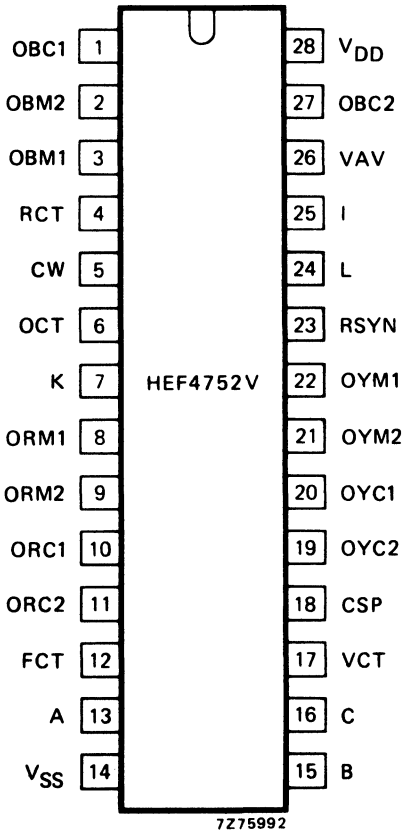 OBC1 1 28 VDD
OBM2 2 27 OBC2
OBM1 3 26 VAV
RCT 4 25 I
CW 5 24 L
OCT 6 23 RSYN
K 7 HEF4752V 22 OYM1
ORM1 8 21 OYM2
ORM2 9 20 OYC1
ORC1 10 19 OYC2
ORC2 11 18 CSP
FCT 12 17 VCT
A 13 16 C
VSS 14 15 B
7Z75992